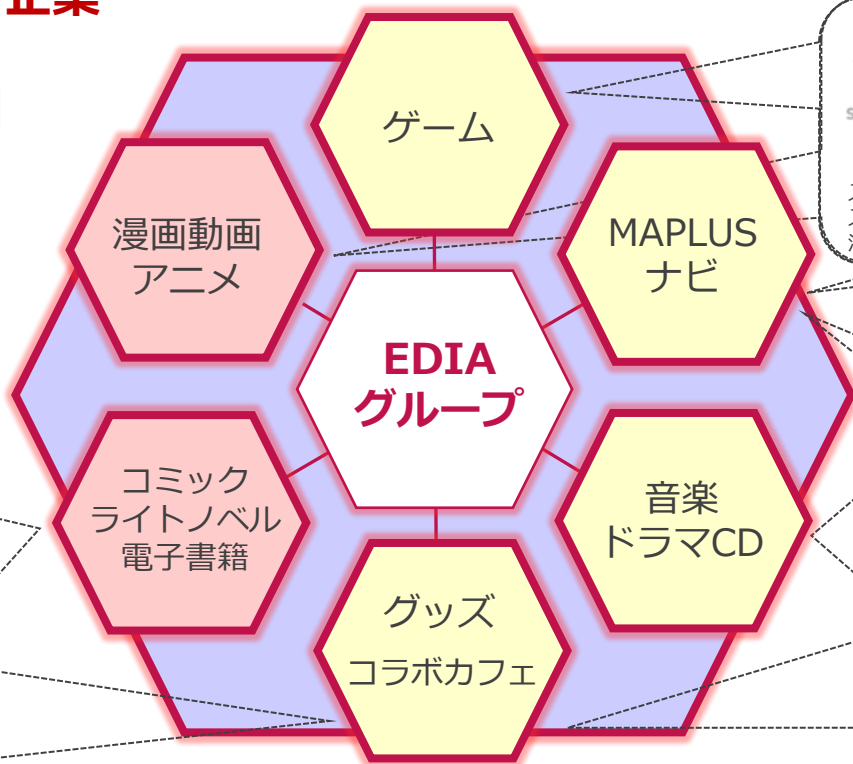 企業
ゲーム
漫画動画
アニメ
MAPLUS
ナビ
EDIA
グループ
コミック
ライトノベル
電子書籍
音楽
ドラマCD
グッズ
コラボカフェ